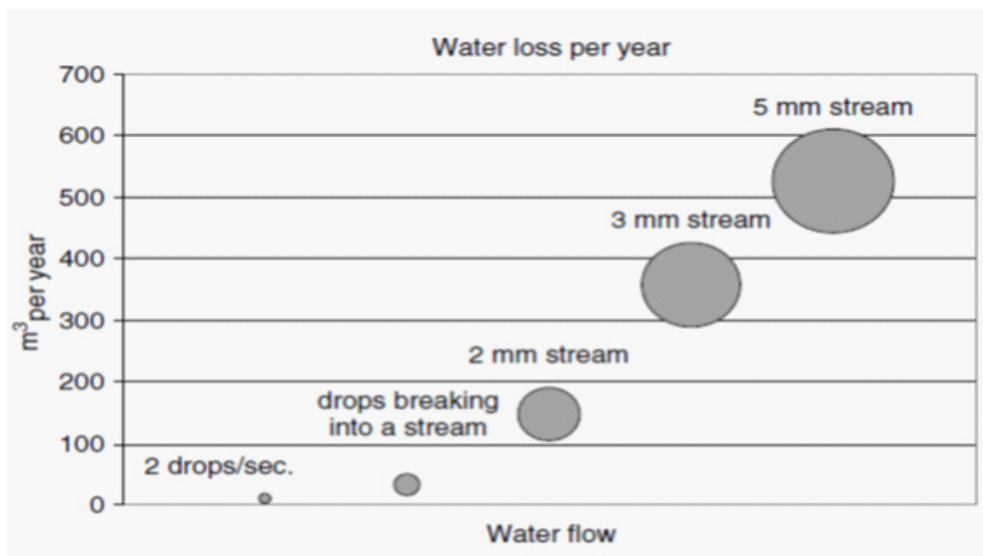 Water loss per year
700
5 mm stream
600
500
3 mm stream
400
m³ per year
300
2 mm stream
200
drops breaking
into a stream
100
2 drops/sec.
0
Water flow